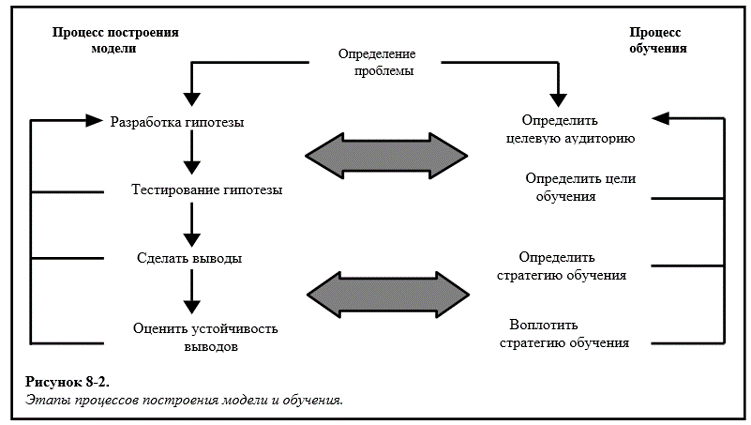 Процесс построения
модели
Определение
проблемы
Процесс
обучения
Разработка гипотезы
Тестирование гипотезы
Сделать выводы
Оценить устойчивость
выводов
Определить
целевую аудиторию
Определить цели
обучения
Определить
стратегию обучения
Воплотить
стратегию обучения
Рисунок 8-2.
Этапы процессов построения модели и обучения.